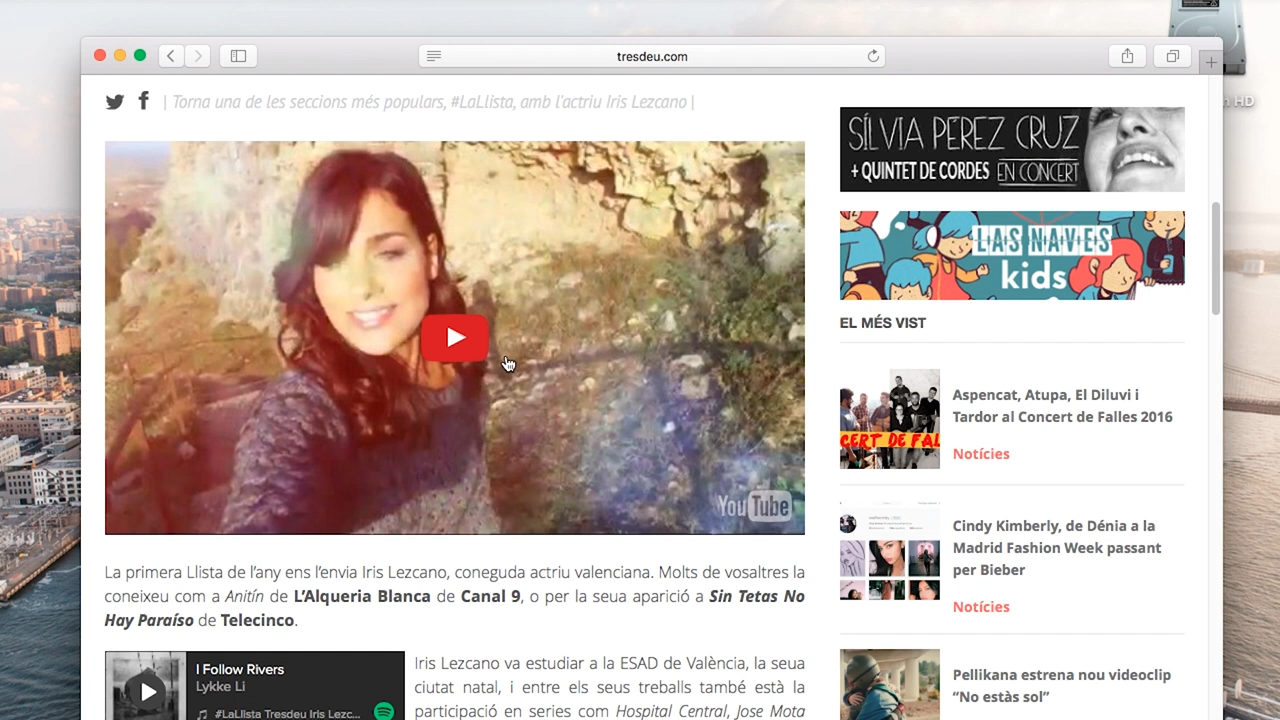 tresdeu.com
n HD
| Torna una de les seccions més populars, #LaLlista, amb l'actriu Iris Lezcano |
SÍLVIA PEREZ CRUZ
+ QUINTET DE CORDES EN CONCERT
LAS NAVES
kids
EL MÉS VIST
YouTube
CERT DE FAL
Aspencat, Atupa, El Diluvi i
Tardor al Concert de Falles 2016
Notícies
Cindy Kimberly, de Dénia a la
Madrid Fashion Week passant
per Bieber
Notícies
Pellikana estrena nou videoclip
“No estàs sol”
La primera Llista de l’any ens l’envia Iris Lezcano, coneguda actriu valenciana. Molts de vosaltres la
coneixeu per Anitín de L’Alqueria Blanca de Canal 9, o per la seua aparició a Sin Tetas No
Hay Paraíso de Telecinco.
I Follow Rivers
Lykke Li
#LaLlista Tresdeu Iris Lezc...
Iris Lezcano va estudiar a la ESAD de València, la seua
ciutat natal, entre els seus treballs també està la
participació en series com Hospital Central, Jose Mota